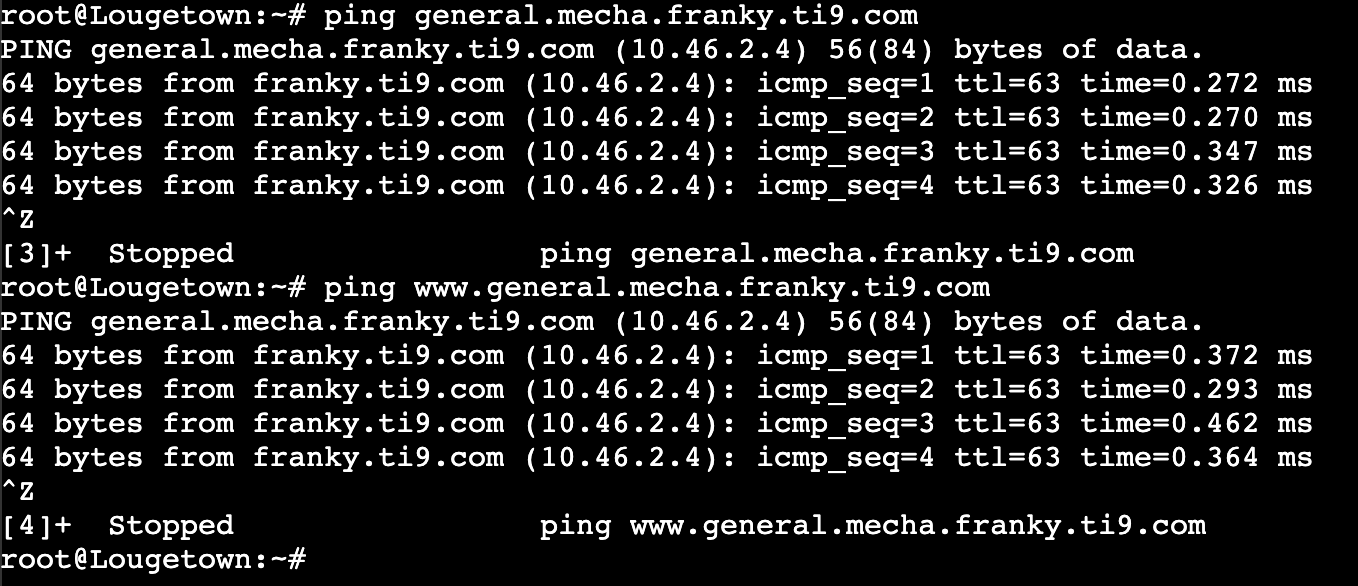 root@Lougetown:~# ping general.mecha.franky.ti9.com
PING general.mecha.franky.ti9.com (10.46.2.4) 56(84) bytes of data.
64 bytes from franky.ti9.com (10.46.2.4): icmp_seq=1 ttl=63 time=0.272 ms
64 bytes from franky.ti9.com (10.46.2.4): icmp_seq=2 ttl=63 time=0.270 ms
64 bytes from franky.ti9.com (10.46.2.4): icmp_seq=3 ttl=63 time=0.347 ms
64 bytes from franky.ti9.com (10.46.2.4): icmp_seq=4 ttl=63 time=0.326 ms
^Z
[3]+  Stopped                 ping general.mecha.franky.ti9.com
root@Lougetown:~# ping www.general.mecha.franky.ti9.com
PING general.mecha.franky.ti9.com (10.46.2.4) 56(84) bytes of data.
64 bytes from franky.ti9.com (10.46.2.4): icmp_seq=1 ttl=63 time=0.372 ms
64 bytes from franky.ti9.com (10.46.2.4): icmp_seq=2 ttl=63 time=0.293 ms
64 bytes from franky.ti9.com (10.46.2.4): icmp_seq=3 ttl=63 time=0.462 ms
64 bytes from franky.ti9.com (10.46.2.4): icmp_seq=4 ttl=63 time=0.364 ms
^Z
[4]+  Stopped                 ping www.general.mecha.franky.ti9.com
root@Lougetown:~#